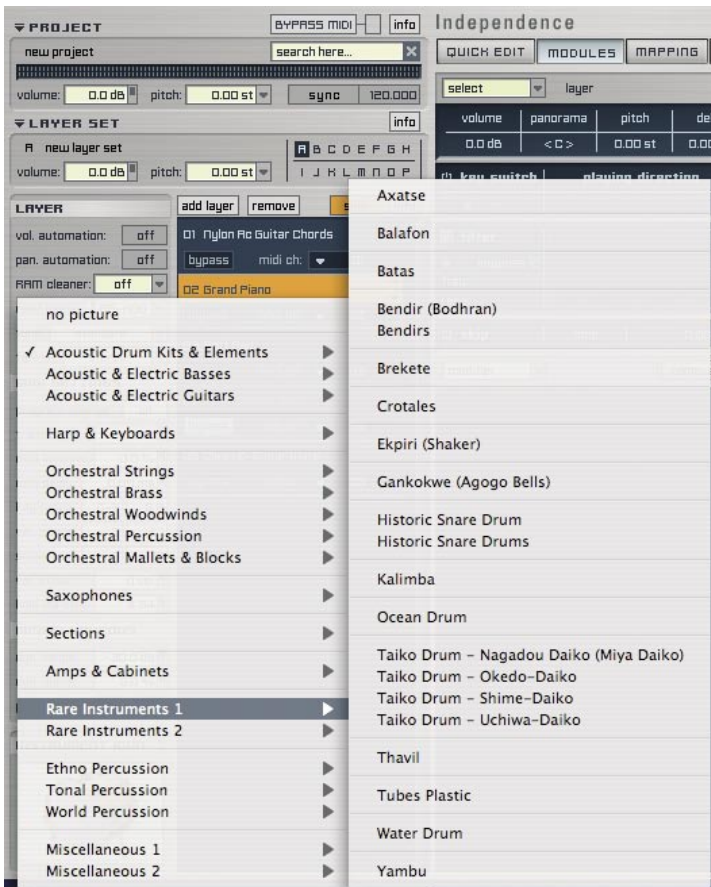 PROJECT
BYPASS MIDI
info
new project
search here...
volume: 0.0 dB pitch: 0.00 st sync 120.000
LAYER SET
info
A new layer set
A B C D E F G H
volume: 0.0 dB pitch: 0.00 st
I J K L M N O P
LAYER
add layer remove
vol. automation: off
01 Nylon Ac Guitar Chords
pan. automation: off
bypass midi ch:
RAM cleaner: off
02 Grand Piano
Independence
QUICK EDIT MODULES MAPPING
select layer
volume panorama pitch
0.0 dB < C > 0.00 st
key switch playing direction
no picture
✓ Acoustic Drum Kits & Elements
Acoustic & Electric Basses
Acoustic & Electric Guitars
Harp & Keyboards
Orchestral Strings
Orchestral Brass
Orchestral Woodwinds
Orchestral Percussion
Orchestral Mallets & Blocks
Saxophones
Sections
Amps & Cabinets
Rare Instruments 1
Rare Instruments 2
Ethno Percussion
Tonal Percussion
World Percussion
Miscellaneous 1
Miscellaneous 2
Axatse
Balafon
Batas
Bendir (Bodhran)
Bendirs
Brekete
Crotales
Ekpiri (Shaker)
Gankokwe (Agogo Bells)
Historic Snare Drum
Historic Snare Drums
Kalimba
Ocean Drum
Taiko Drum – Nagadou Daiko (Miya Daiko)
Taiko Drum – Okedo-Daiko
Taiko Drum – Shime-Daiko
Taiko Drum – Uchiwa-Daiko
Thavil
Tubes Plastic
Water Drum
Yambu